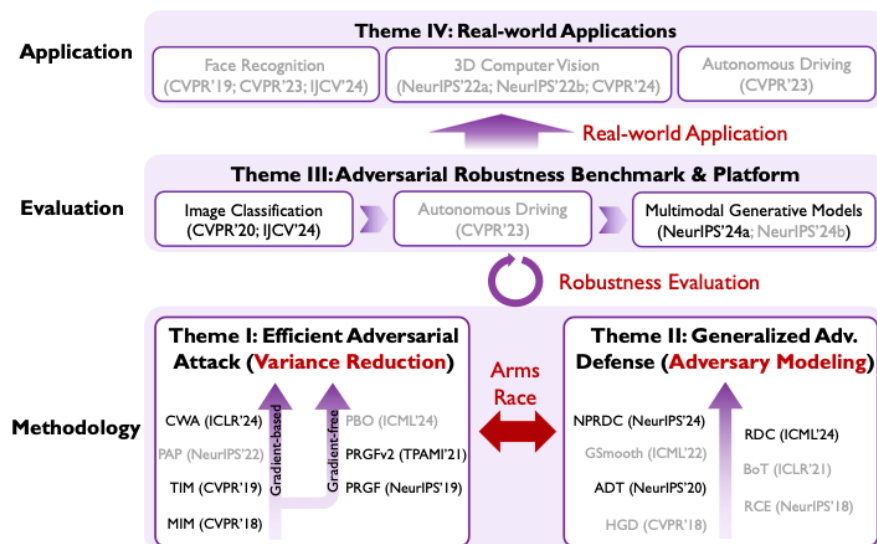 Application
Theme IV: Real-world Applications
Face Recognition
(CVPR'19; CVPR'23; IJCV'24)
3D Computer Vision
(NeurIPS'22a; NeurIPS'22b; CVPR'24)
Autonomous Driving
(CVPR'23)
Real-world Application
Evaluation
Theme III: Adversarial Robustness Benchmark & Platform
Image Classification
(CVPR'20; IJCV'24)
Autonomous Driving
(CVPR'23)
Multimodal Generative Models
(NeurIPS'24a; NeurIPS'24b)
Robustness Evaluation
Methodology
Theme I: Efficient Adversarial
Attack (Variance Reduction)
CWA (ICLR'24)
PAP (NeurIPS'22)
TIM (CVPR'19)
MIM (CVPR'18)
Gradient-based
Gradient-free
PBO (ICML'24)
PRGFv2 (TPAMI'21)
PRGF (NeurIPS'19)
Arms
Race
Theme II: Generalized Adv.
Defense (Adversary Modeling)
NPRDC (NeurIPS'24)
GSmooth (ICML'22)
ADT (NeurIPS'20)
HGD (CVPR'18)
RDC (ICML'24)
BoT (ICLR'21)
RCE (NeurIPS'18)